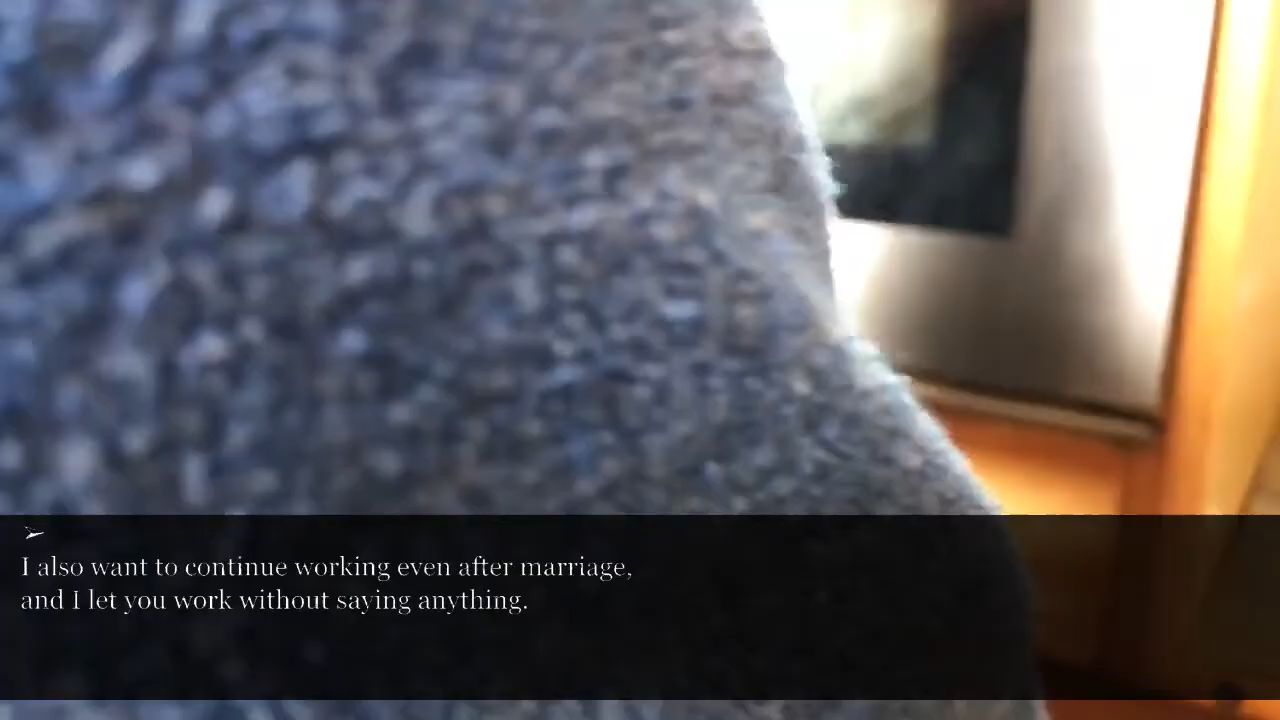 I also want to continue working even after marriage,
and I let you work without saying anything.